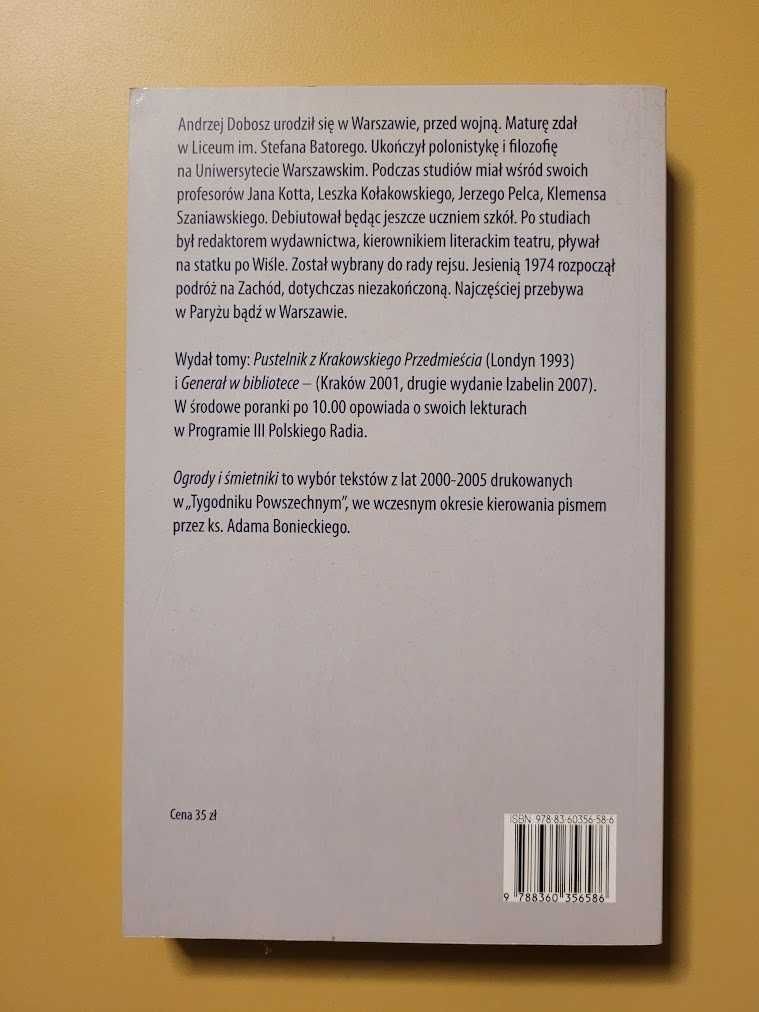 Andrzej Dobosz urodził się w Warszawie, przed wojną. Maturę zdał
w Liceum im. Stefana Batorego. Ukończył polonistykę i filozofię
na Uniwersytecie Warszawskim. Podczas studiów miał wśród swoich
profesorów Jana Kotta, Leszka Kołakowskiego, Jerzego Pelca, Klemensa
Szaniawskiego. Debiutował będąc jeszcze uczniem szkół. Po studiach
był redaktorem wydawnictwa, kierownikiem literackim teatru, pływał
na statku po Wiśle. Został wybrany do rady rejsu. Jesienią 1974 rozpoczął
podróż na Zachód, dotychczas niezakończoną. Najczęściej przebywa
w Paryżu bądź w Warszawie.
Wydał tomy: Pustelnik z Krakowskiego Przedmieścia (Londyn 1993)
i Generał w bibliotece – (Kraków 2001, drugie wydanie Izabelin 2007).
W środowe poranki po 10.00 opowiada o swoich lekturach
w Programie III Polskiego Radia.
Ogrody i śmietniki to wybór tekstów z lat 2000-2005 drukowanych
w „Tygodniku Powszechnym”, we wczesnym okresie kierowania pismem
przez ks. Adama Bonieckiego.
Cena 35 zł
ISBN 978-83-60356-58-6
9 788360 356586